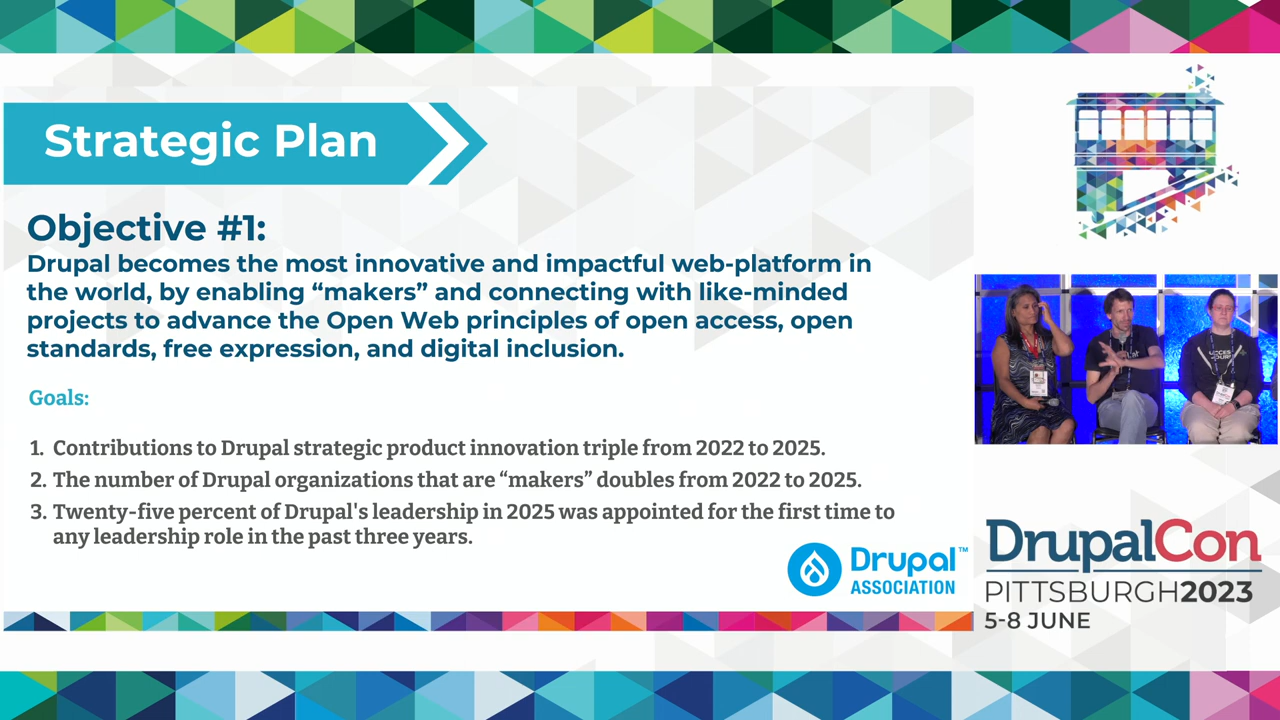 Strategic Plan
Objective #1:
Drupal becomes the most innovative and impactful web-platform in
the world, by enabling “makers” and connecting with like-minded
projects to advance the Open Web principles of open access, open
standards, free expression, and digital inclusion.
Goals:
1. Contributions to Drupal strategic product innovation triple from 2022 to 2025.
2. The number of Drupal organizations that are “makers” doubles from 2022 to 2025.
3. Twenty-five percent of Drupal's leadership in 2025 was appointed for the first time to
any leadership role in the past three years.
Drupal™
ASSOCIATION
DrupalCon
PITTSBURGH2023
5-8 JUNE